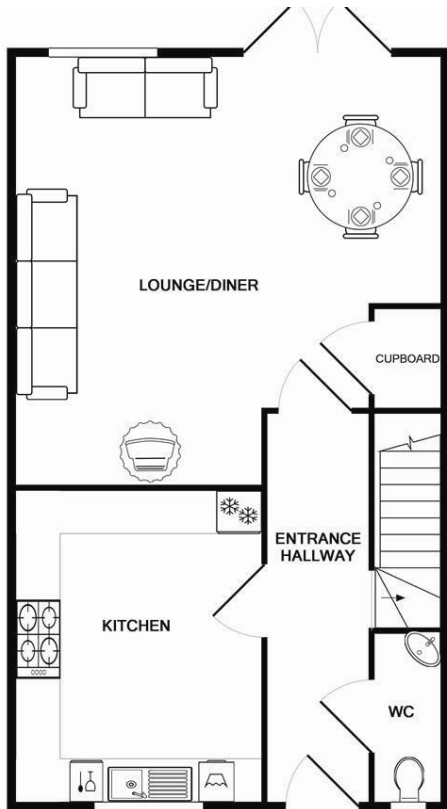 LOUNGE/DINER
CUPBOARD
ENTRANCE
HALLWAY
KITCHEN
WC